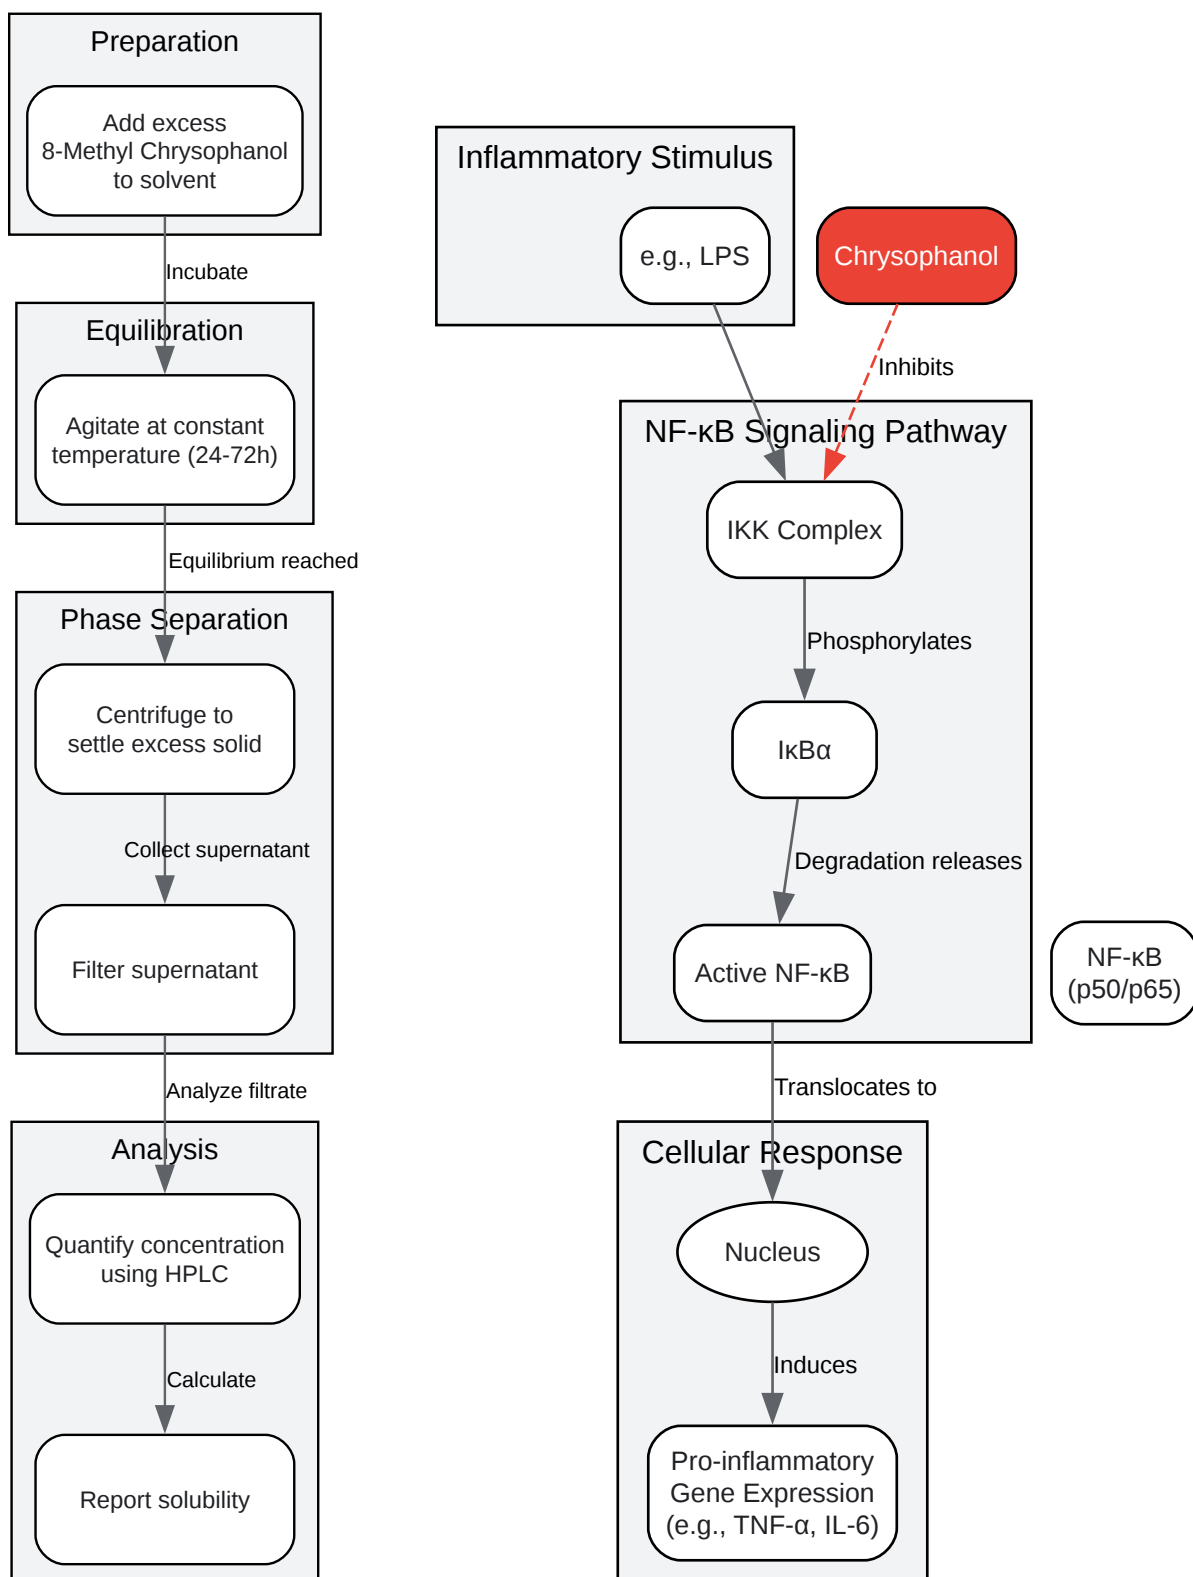 Preparation
Add excess
8-Methyl Chrysophanol
to solvent
Incubate
Equilibration
Agitate at constant
temperature (24-72h)
Equilibrium reached
Phase Separation
Centrifuge to
settle excess solid
Collect supernatant
Filter supernatant
Analyze filtrate
Analysis
Quantify concentration
using HPLC
Calculate
Report solubility
Inflammatory Stimulus
e.g., LPS
Chrysophanol
Inhibits
NF-κB Signaling Pathway
IKK Complex
Phosphorylates
IκBα
Degradation releases
Active NF-κB
NF-κB
(p50/p65)
Translocates to
Cellular Response
Nucleus
Induces
Pro-inflammatory
Gene Expression
(e.g., TNF-α, IL-6)